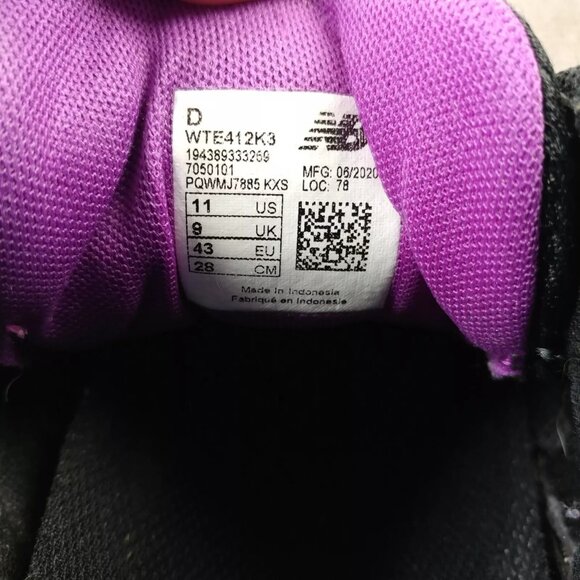 D
WTE412K3
194389333269
7050101
PQWMJ7885 KXS
MFG: 06/2020
LOC: 78
11 US
9 UK
43 EU
28 CM
Made in Indonesia
Fabriqué en Indonesie